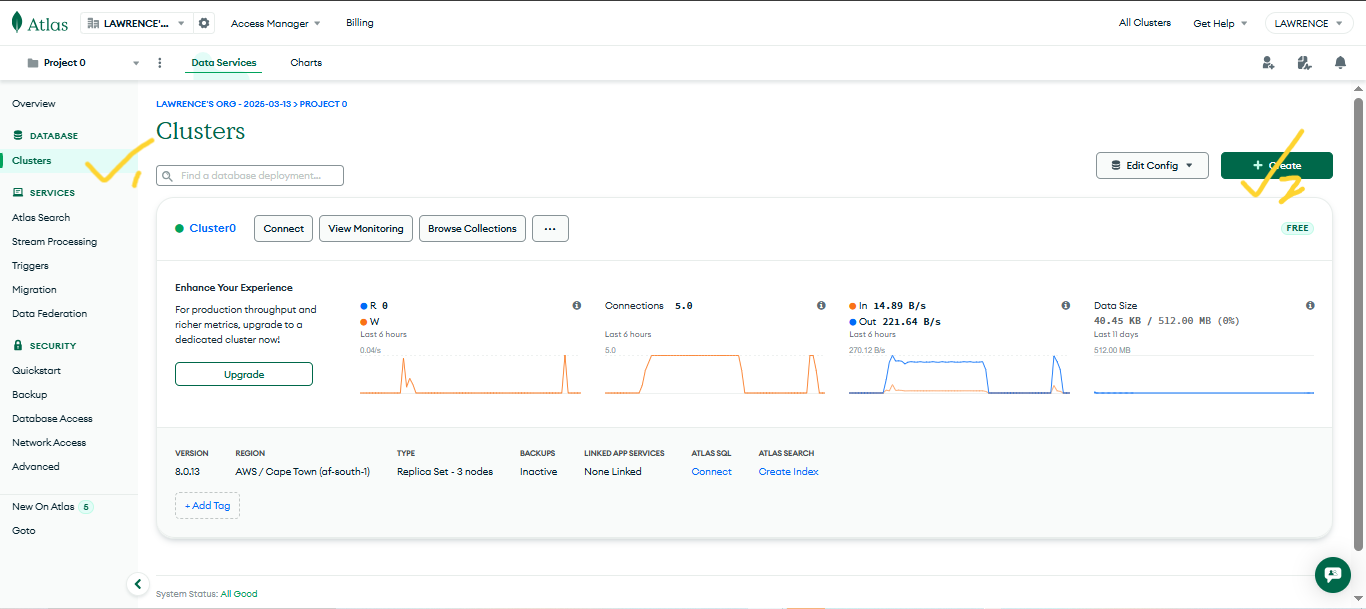 Atlas LAWRENCE'... Access Manager Billing All Clusters Get Help LAWRENCE
Project 0 Data Services Charts
Overview
DATABASE
Clusters
SERVICES
Atlas Search
Stream Processing
Triggers
Migration
Data Federation
SECURITY
Quickstart
Backup
Database Access
Network Access
Advanced
New On Atlas 5
Goto
LAWRENCE'S ORG - 2025-03-13 > PROJECT 0
Clusters
Find a database deployment...
Edit Config
+ Create
2
Cluster0 Connect View Monitoring Browse Collections ... FREE
Enhance Your Experience
For production throughput and
richer metrics, upgrade to a
dedicated cluster now!
Upgrade
R 0
W
Last 6 hours
0.04/s
Connections 5.0
Last 6 hours
5.0
In 14.89 B/s
Out 221.64 B/s
Last 6 hours
270.12 B/s
Data Size
40.45 KB / 512.00 MB (0%)
Last 11 days
512.00 MB
VERSION REGION TYPE BACKUPS LINKED APP SERVICES ATLAS SQL ATLAS SEARCH
8.0.13 AWS / Cape Town (af-south-1) Replica Set - 3 nodes Inactive None Linked Connect Create Index
+ Add Tag
System Status: All Good